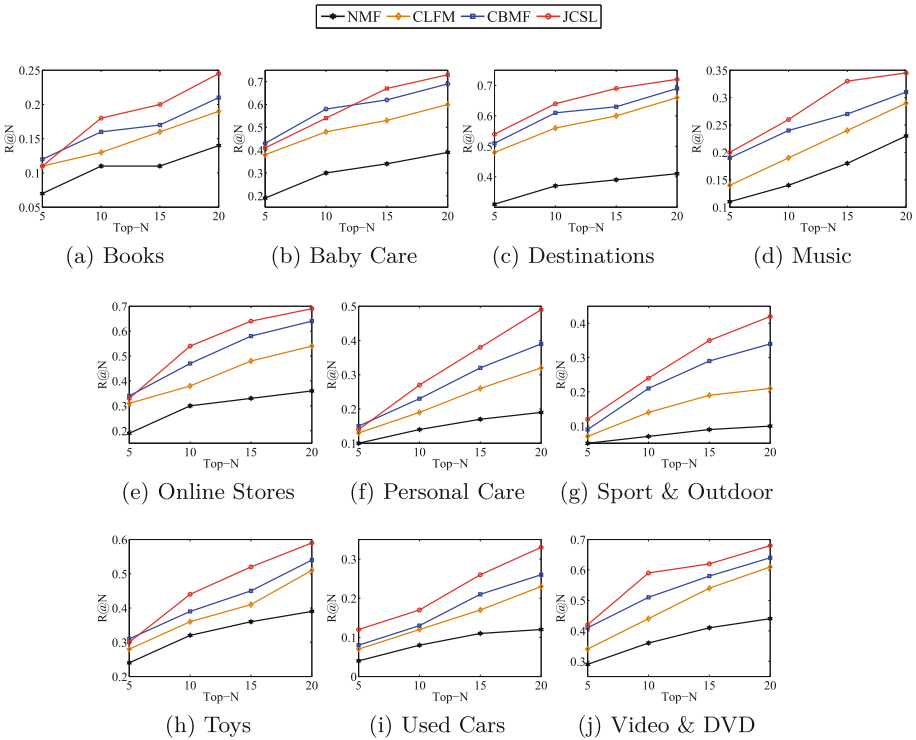 NMF CLFM CBMF JCSL
0.25
0.2
0.15
0.1
0.05
R@N
5 10 15 20
Top−N
(a) Books
0.7
0.6
0.5
0.4
0.3
0.2
R@N
5 10 15 20
Top−N
(b) Baby Care
0.7
0.6
0.5
0.4
R@N
5 10 15 20
Top−N
(c) Destinations
0.35
0.3
0.25
0.2
0.15
0.1
R@N
5 10 15 20
Top−N
(d) Music
0.7
0.6
0.5
0.4
0.3
0.2
R@N
5 10 15 20
Top−N
(e) Online Stores
0.5
0.4
0.3
0.2
0.1
R@N
5 10 15 20
Top−N
(f) Personal Care
0.4
0.3
0.2
0.1
R@N
5 10 15 20
Top−N
(g) Sport & Outdoor
0.6
0.5
0.4
0.3
0.2
R@N
5 10 15 20
Top−N
(h) Toys
0.3
0.2
0.1
0
R@N
5 10 15 20
Top−N
(i) Used Cars
0.7
0.6
0.5
0.4
0.3
R@N
5 10 15 20
Top−N
(j) Video & DVD